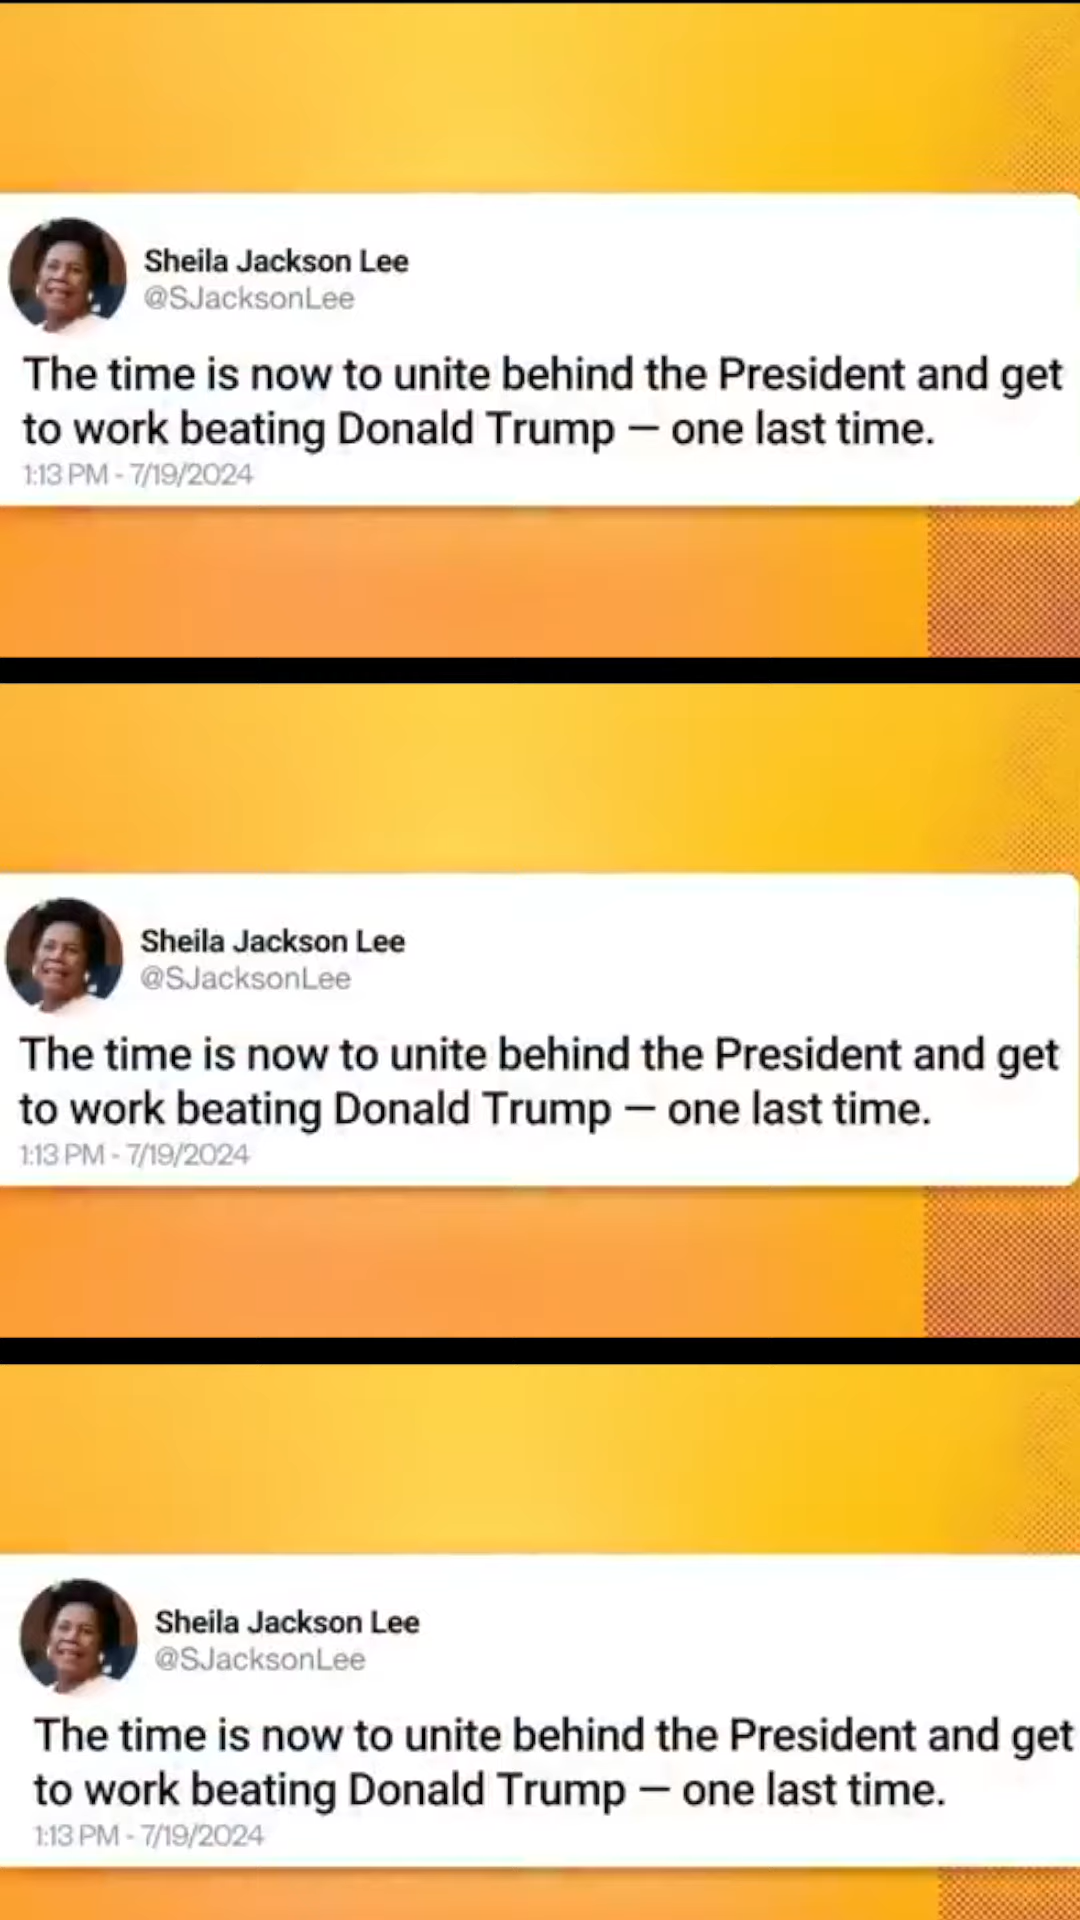 Sheila Jackson Lee
@SJacksonLee
The time is now to unite behind the President and get
to work beating Donald Trump — one last time.
1:13 PM - 7/19/2024
Sheila Jackson Lee
@SJacksonLee
The time is now to unite behind the President and get
to work beating Donald Trump — one last time.
1:13 PM - 7/19/2024
Sheila Jackson Lee
@SJacksonLee
The time is now to unite behind the President and get
to work beating Donald Trump — one last time.
1:13 PM - 7/19/2024